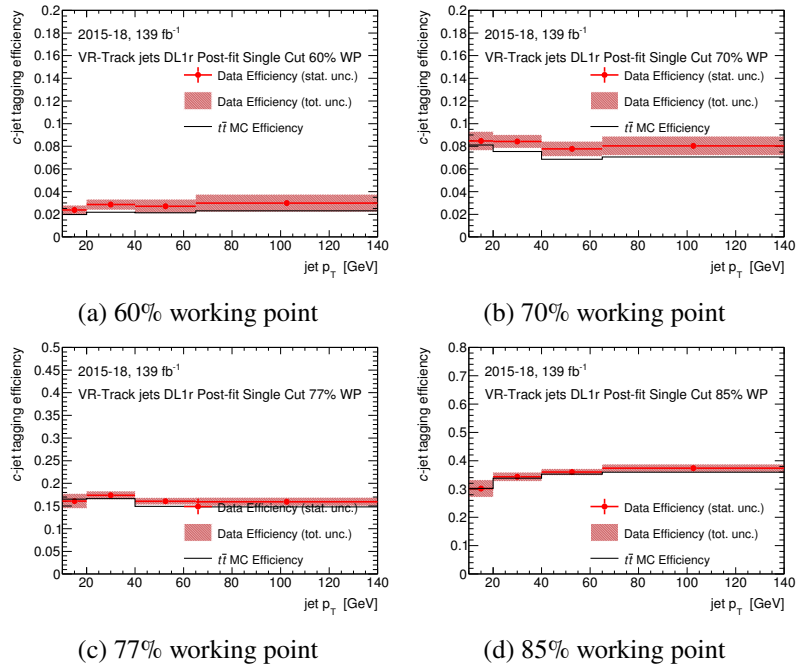 c-jet tagging efficiency
0.2
0.18
0.16
0.14
0.12
0.1
0.08
0.06
0.04
0.02
0
2015-18, 139 fb⁻¹
VR-Track jets DL1r Post-fit Single Cut 60% WP
Data Efficiency (stat. unc.)
Data Efficiency (tot. unc.)
tt̄ MC Efficiency
20 40 60 80 100 120 140
jet p_T [GeV]
(a) 60% working point
c-jet tagging efficiency
0.2
0.18
0.16
0.14
0.12
0.1
0.08
0.06
0.04
0.02
0
2015-18, 139 fb⁻¹
VR-Track jets DL1r Post-fit Single Cut 70% WP
Data Efficiency (stat. unc.)
Data Efficiency (tot. unc.)
tt̄ MC Efficiency
20 40 60 80 100 120 140
jet p_T [GeV]
(b) 70% working point
c-jet tagging efficiency
0.5
0.45
0.4
0.35
0.3
0.25
0.2
0.15
0.1
0.05
0
2015-18, 139 fb⁻¹
VR-Track jets DL1r Post-fit Single Cut 77% WP
Data Efficiency (stat. unc.)
Data Efficiency (tot. unc.)
tt̄ MC Efficiency
20 40 60 80 100 120 140
jet p_T [GeV]
(c) 77% working point
c-jet tagging efficiency
0.8
0.7
0.6
0.5
0.4
0.3
0.2
0.1
0
2015-18, 139 fb⁻¹
VR-Track jets DL1r Post-fit Single Cut 85% WP
Data Efficiency (stat. unc.)
Data Efficiency (tot. unc.)
tt̄ MC Efficiency
20 40 60 80 100 120 140
jet p_T [GeV]
(d) 85% working point